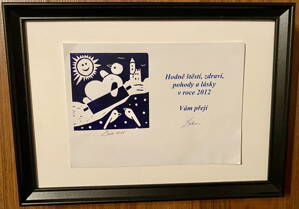 Hodně štěstí, zdraví,
pohody a lásky
v roce 2012
Vám přejí